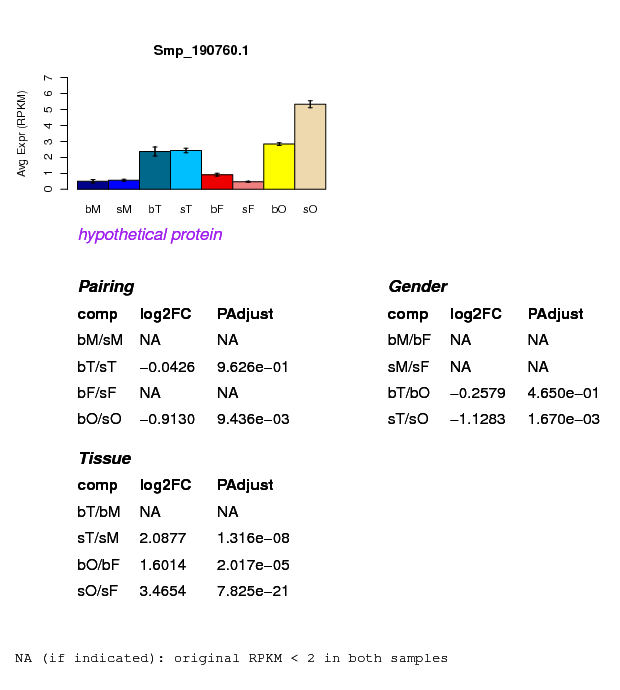 Smp_190760.1
Avg Expr (RPKM)
0 1 2 3 4 5 6 7
bM sM bT sT bF sF bO sO
hypothetical protein
Pairing
comp log2FC PAdjust
bM/sM NA NA
bT/sT −0.0426 9.626e−01
bF/sF NA NA
bO/sO −0.9130 9.436e−03
Gender
comp log2FC PAdjust
bM/bF NA NA
sM/sF NA NA
bT/bO −0.2579 4.650e−01
sT/sO −1.1283 1.670e−03
Tissue
comp log2FC PAdjust
bT/bM NA NA
sT/sM 2.0877 1.316e−08
bO/bF 1.6014 2.017e−05
sO/sF 3.4654 7.825e−21
NA (if indicated): original RPKM < 2 in both samples